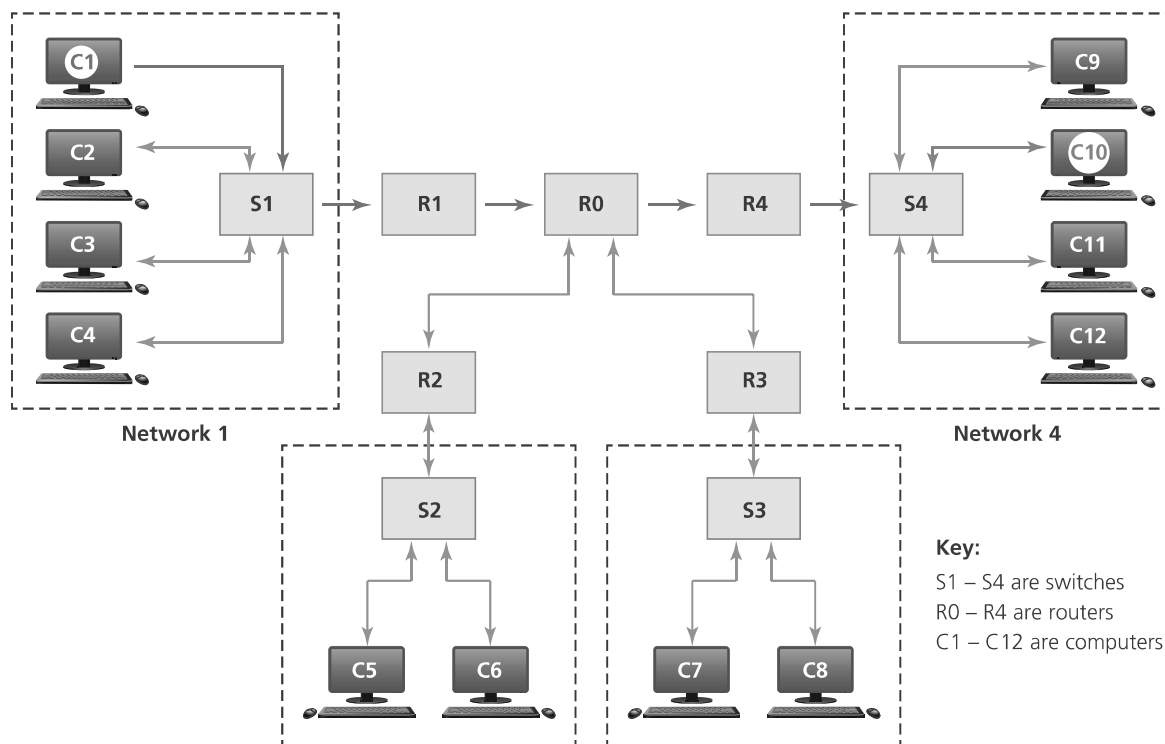 C1
C2
C3
C4
S1
R1
R0
R4
S4
C9
C10
C11
C12
Network 1
Network 4
R2
R3
S2
S3
C5
C6
C7
C8
Key:
S1 – S4 are switches
R0 – R4 are routers
C1 – C12 are computers